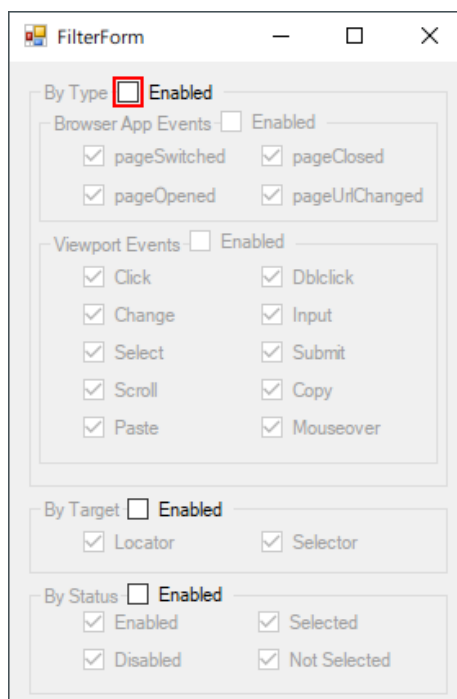 FilterForm
By Type Enabled
Browser App Events Enabled
pageSwitched pageClosed
pageOpened pageUrlChanged
Viewport Events Enabled
Click Dblclick
Change Input
Select Submit
Scroll Copy
Paste Mouseover
By Target Enabled
Locator Selector
By Status Enabled
Enabled Selected
Disabled Not Selected